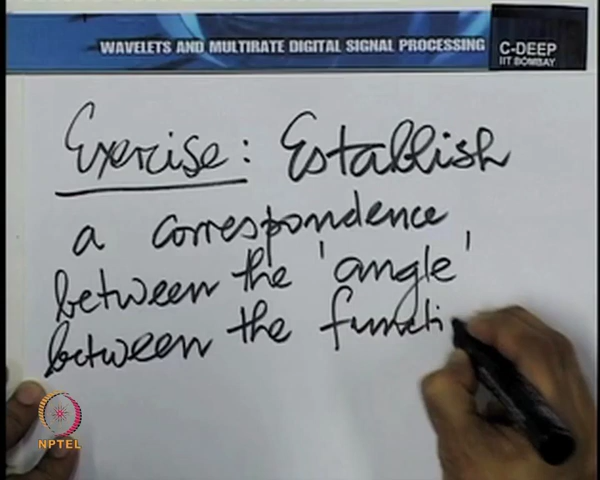 WAVELETS AND MULTIRATE DIGITAL SIGNAL PROCESSING
C-DEEP
IIT BOMBAY
Exercise: Establish
a correspondence
between the 'angle'
between the functi
NPTEL